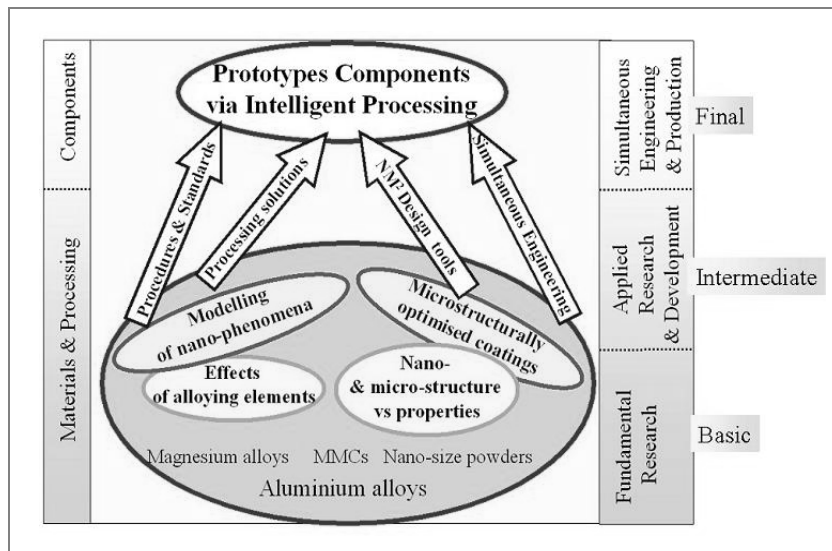 Components
Materials & Processing
Prototypes Components
via Intelligent Processing
Procedures & Standards
Processing solutions
NM² Design tools
Simultaneous Engineering
Modelling
of nano-phenomena
Microstructurally
optimised coatings
Effects
of alloying elements
Nano-
& micro-structure
vs properties
Magnesium alloys MMCs Nano-size powders
Aluminium alloys
Simultaneous
Engineering
& Production
Applied
Research
& Development
Fundamental
Research
Final
Intermediate
Basic